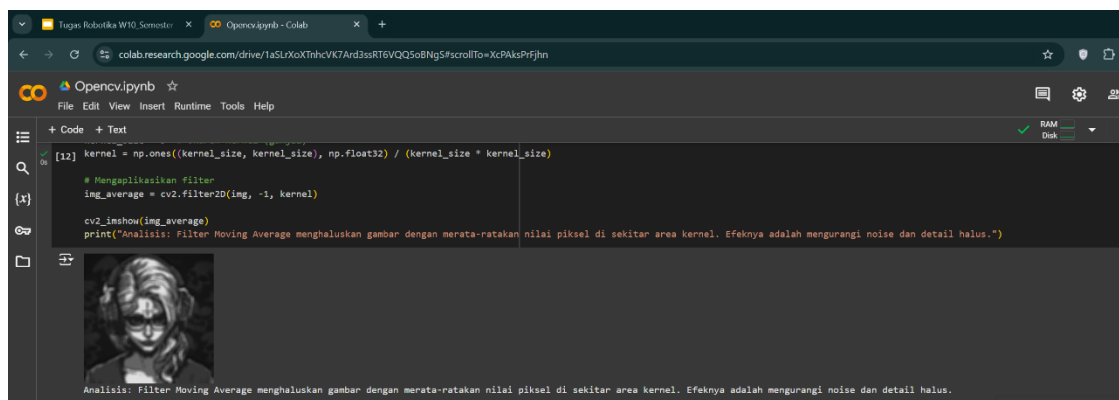 Tugas Robotika W10_Semester
Opencv.ipynb - Colab
colab.research.google.com/drive/1aSLrXoXTnhcVK7Ard3ssRT6VQQ5oBNgS#scrollTo=XcPAksPrFjhn
Opencv.ipynb
File Edit View Insert Runtime Tools Help
+ Code + Text
RAM
Disk
0s
[12] kernel = np.ones((kernel_size, kernel_size), np.float32) / (kernel_size * kernel_size)
# Mengaplikasikan filter
img_average = cv2.filter2D(img, -1, kernel)
cv2_imshow(img_average)
print("Analisis: Filter Moving Average menghaluskan gambar dengan merata-ratakan nilai piksel di sekitar area kernel. Efeknya adalah mengurangi noise dan detail halus.")
Analisis: Filter Moving Average menghaluskan gambar dengan merata-ratakan nilai piksel di sekitar area kernel. Efeknya adalah mengurangi noise dan detail halus.